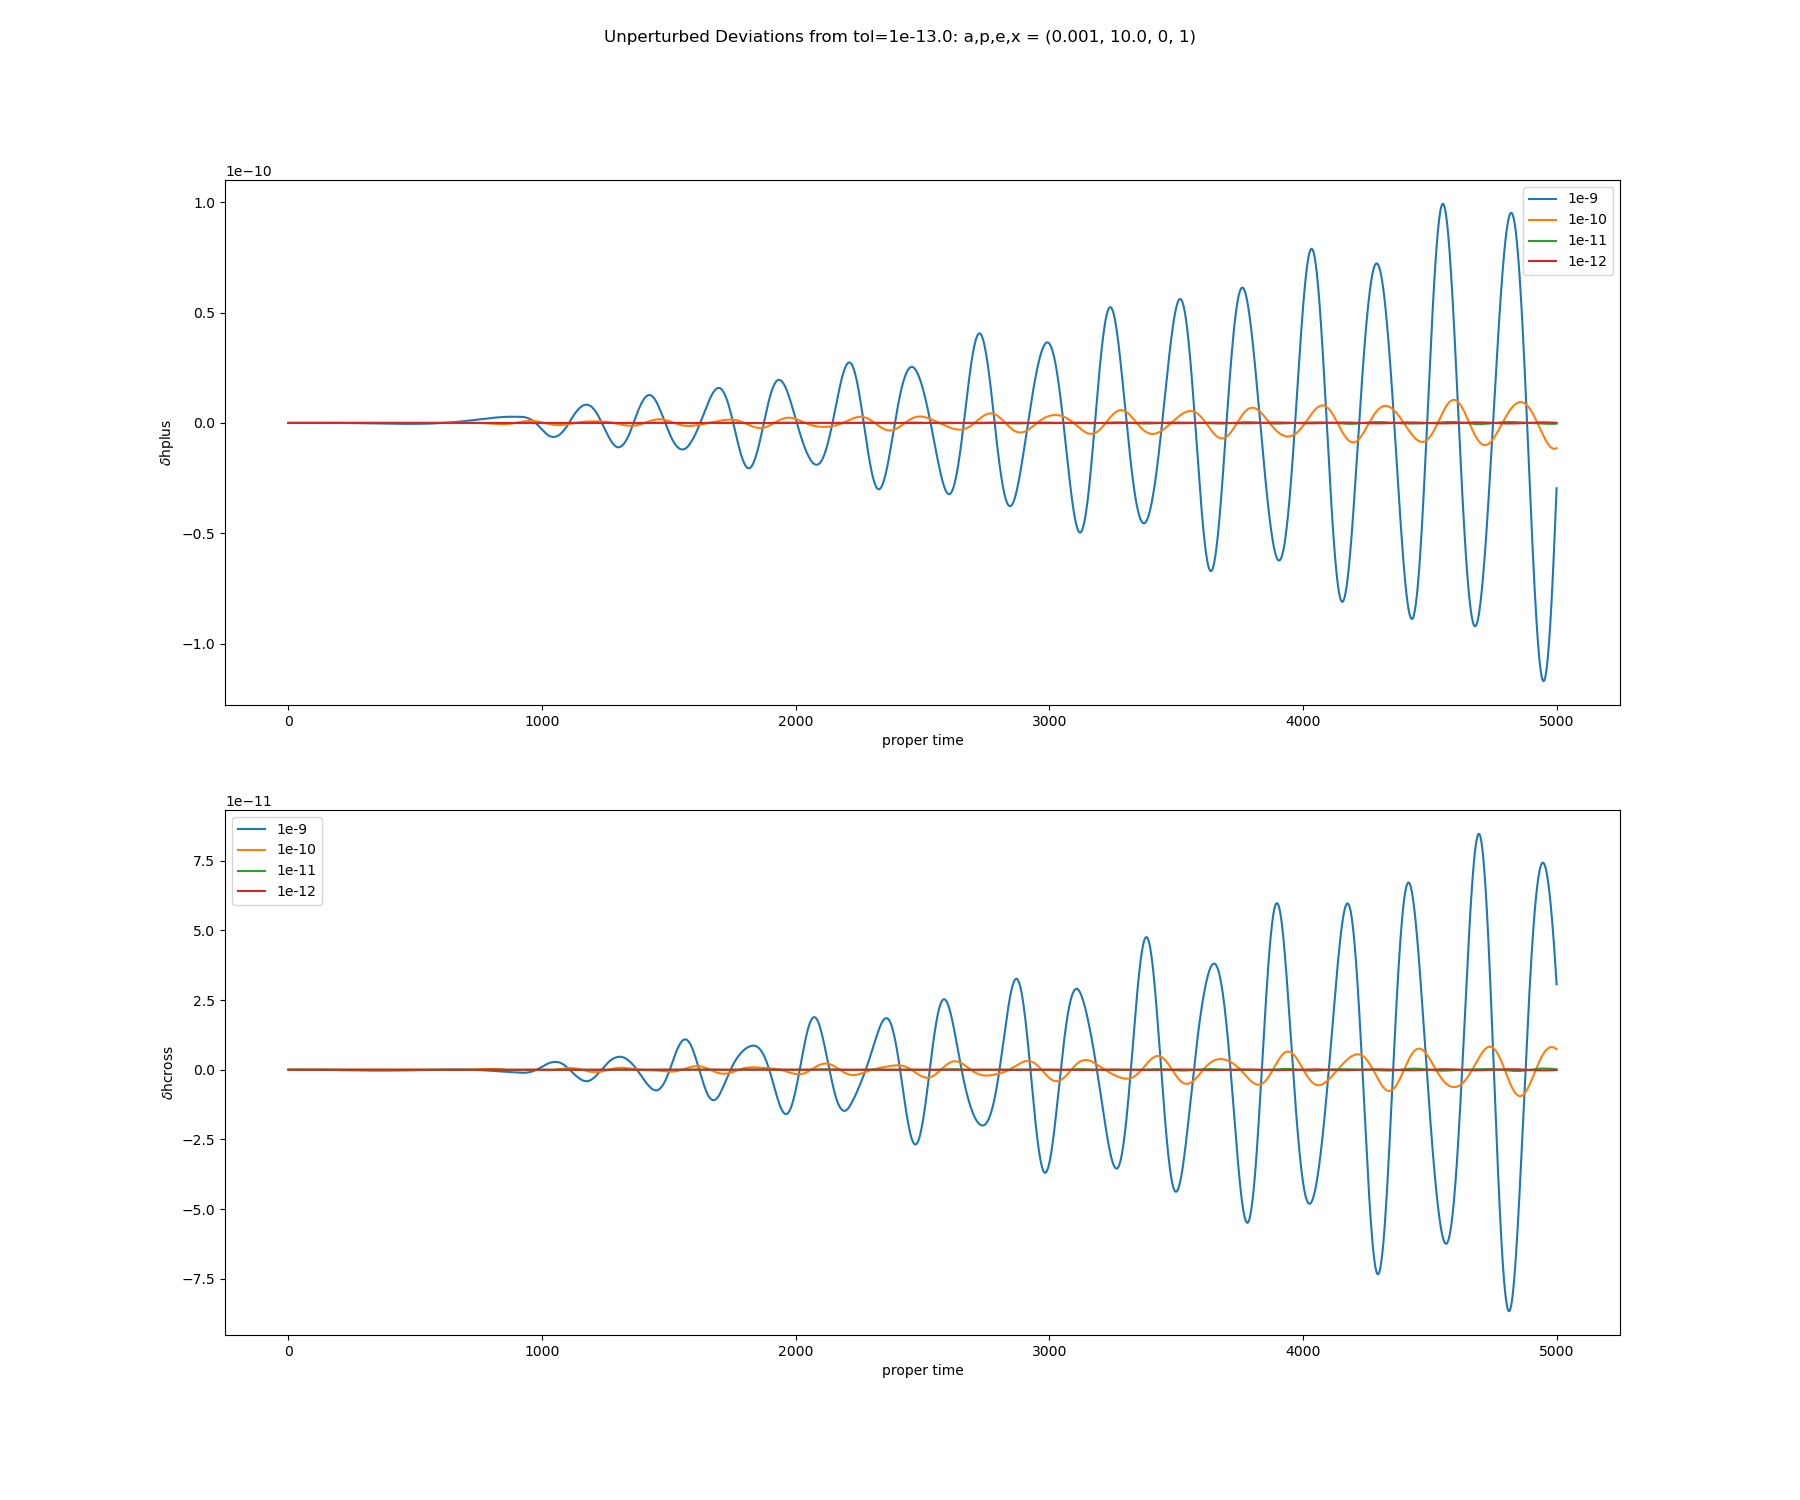 Unperturbed Deviations from tol=1e-13.0: a,p,e,x = (0.001, 10.0, 0, 1)
1e−10
1.0
0.5
0.0
−0.5
−1.0
δhplus
1e-9
1e-10
1e-11
1e-12
0 1000 2000 3000 4000 5000
proper time
1e−11
7.5
5.0
2.5
0.0
−2.5
−5.0
−7.5
δhcross
1e-9
1e-10
1e-11
1e-12
0 1000 2000 3000 4000 5000
proper time